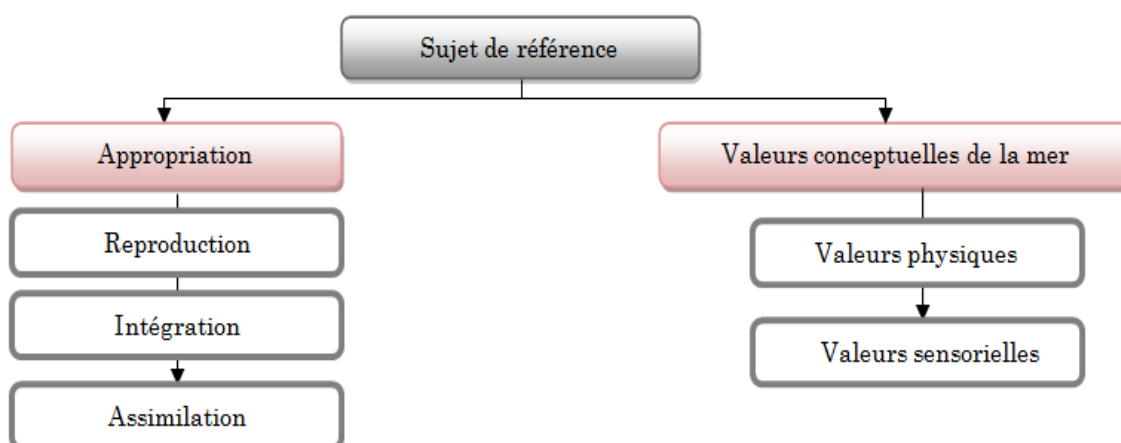 Sujet de référence
Appropriation
Valeurs conceptuelles de la mer
Reproduction
Valeurs physiques
Intégration
Valeurs sensorielles
Assimilation